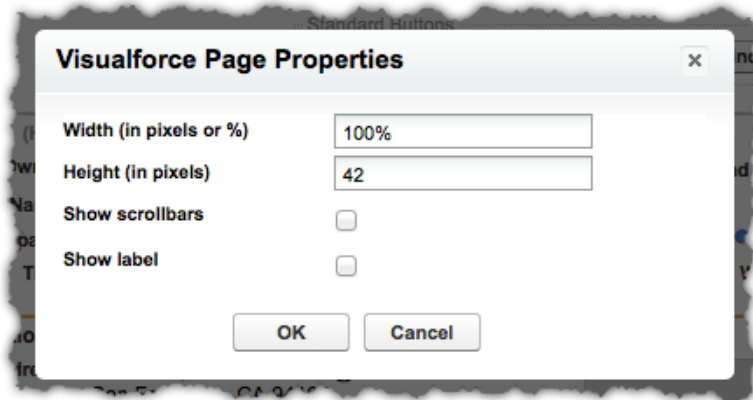 Standard Buttons
Visualforce Page Properties
Width (in pixels or %) 100%
Height (in pixels) 42
Show scrollbars
Show label
OK Cancel